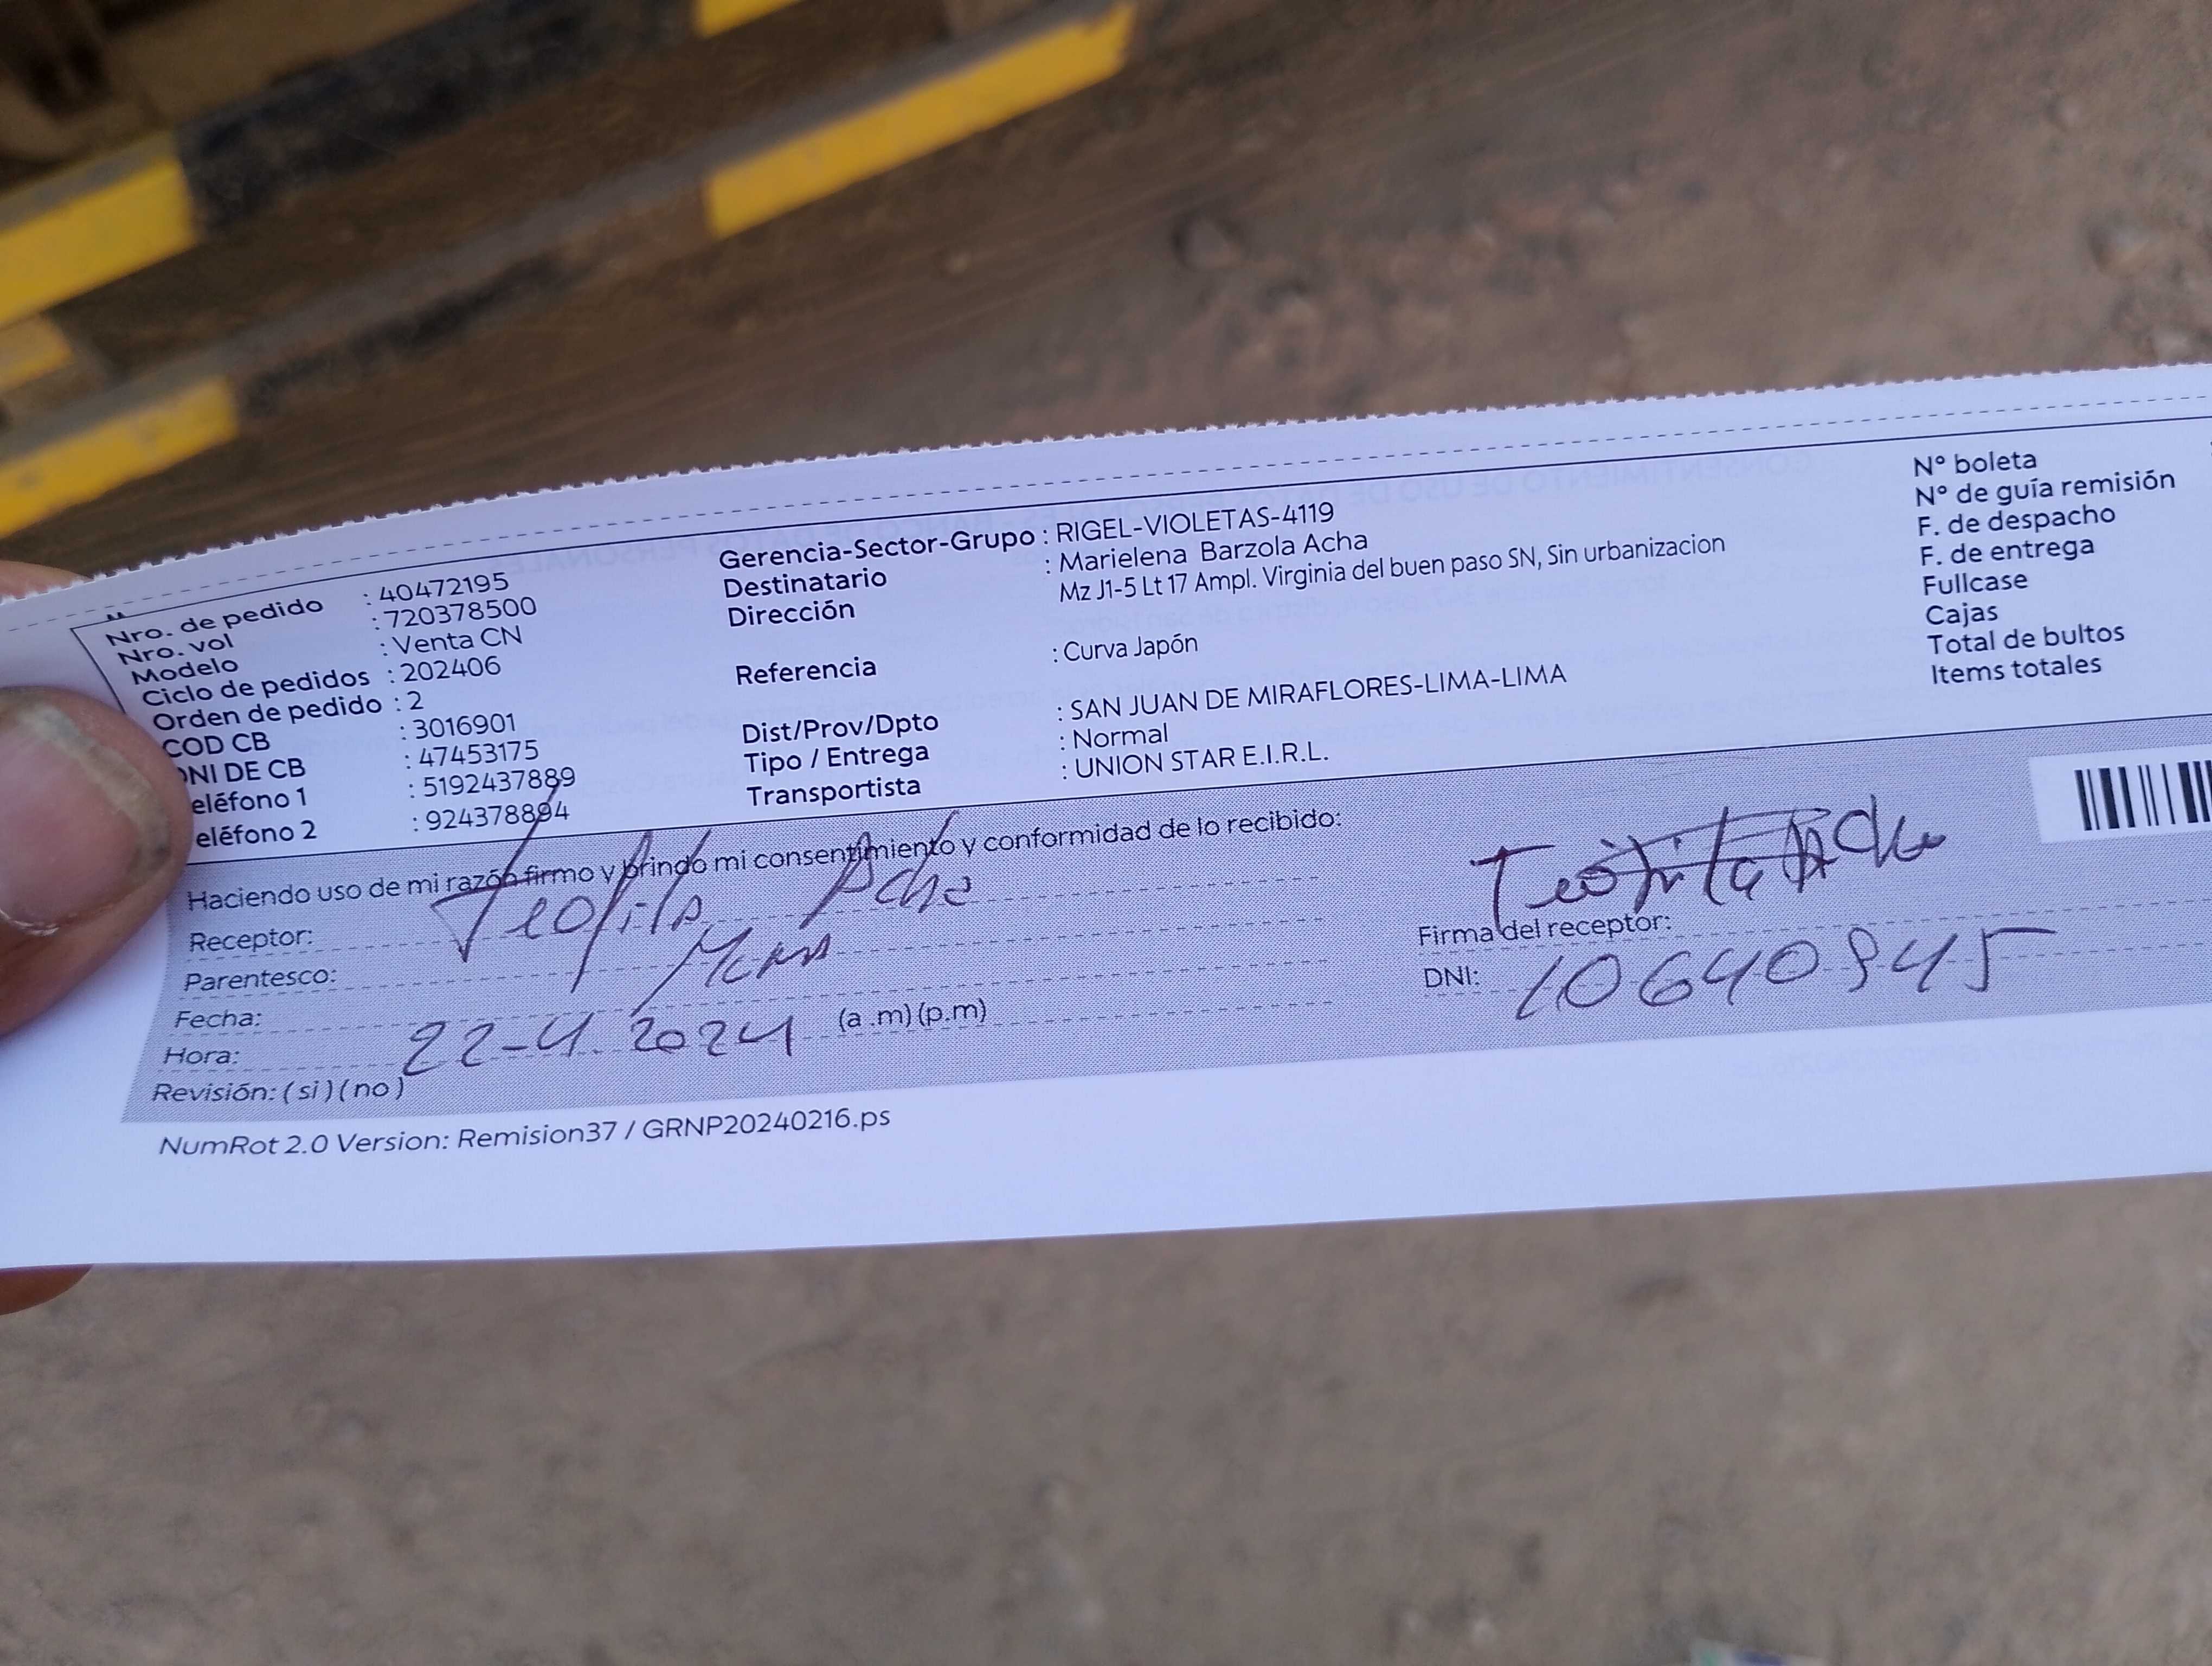 Nro. de pedido : 40472195
Nro. vol : 720378500
Modelo : Venta CN
Ciclo de pedidos : 202406
Orden de pedido : 2
COD CB : 3016901
DNI DE CB : 47453175
eléfono 1 : 5192437889
eléfono 2 : 924378894
Gerencia-Sector-Grupo : RIGEL-VIOLETAS-4119
Destinatario : Marielena Barzola Acha
Dirección Mz J1-5 Lt 17 Ampl. Virginia del buen paso SN, Sin urbanizacion
Referencia : Curva Japón
Dist/Prov/Dpto : SAN JUAN DE MIRAFLORES-LIMA-LIMA
Tipo / Entrega : Normal
Transportista : UNION STAR E.I.R.L.
Nº boleta
Nº de guía remisión
F. de despacho
F. de entrega
Fullcase
Cajas
Total de bultos
Items totales
Haciendo uso de mi razón firmo y brindo mi consentimiento y conformidad de lo recibido:
Receptor: Teofila Acha
Parentesco: Mama
Fecha: 22-4.2024
Hora: (a .m) (p.m)
Revisión: ( si ) ( no )
Teofila Acha
Firma del receptor:
DNI: 10640945
NumRot 2.0 Version: Remision37 / GRNP20240216.ps